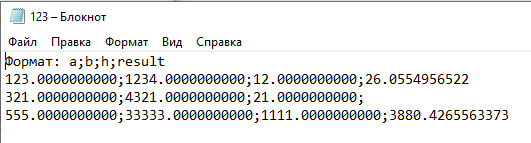 123 – Блокнот
Файл Правка Формат Вид Справка
Формат: a;b;h;result
123.0000000000;1234.0000000000;12.0000000000;26.0554956522
321.0000000000;4321.0000000000;21.0000000000;
555.0000000000;33333.0000000000;1111.0000000000;3880.4265563373